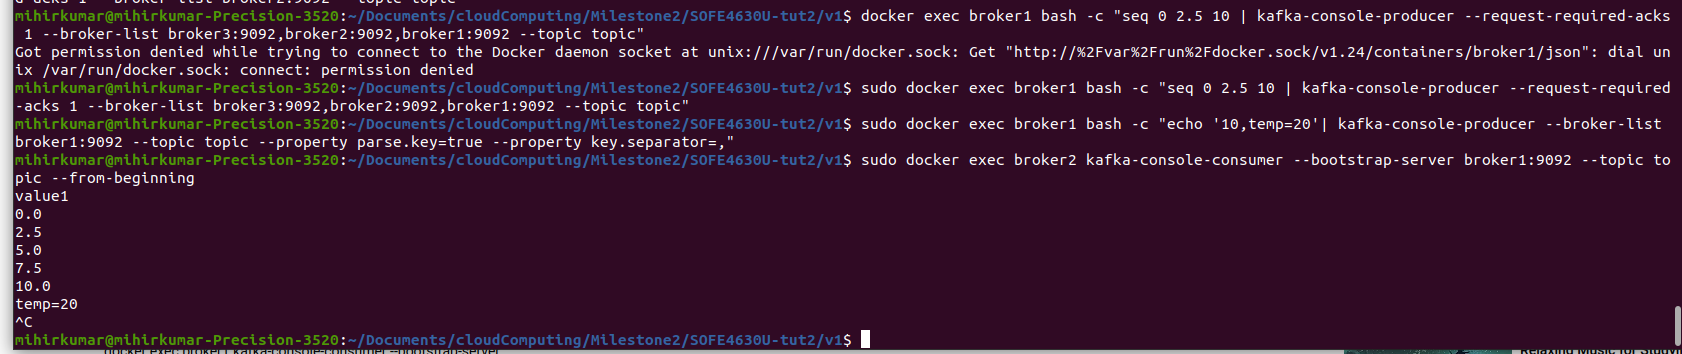 mihirkumar@mihirkumar-Precision-3520:~/Documents/cloudComputing/Milestone2/SOFE4630U-tut2/v1$ docker exec broker1 bash -c "seq 0 2.5 10 | kafka-console-producer --request-required-acks
 1 --broker-list broker3:9092,broker2:9092,broker1:9092 --topic topic"
Got permission denied while trying to connect to the Docker daemon socket at unix:///var/run/docker.sock: Get "http://%2Fvar%2Frun%2Fdocker.sock/v1.24/containers/broker1/json": dial un
ix /var/run/docker.sock: connect: permission denied
mihirkumar@mihirkumar-Precision-3520:~/Documents/cloudComputing/Milestone2/SOFE4630U-tut2/v1$ sudo docker exec broker1 bash -c "seq 0 2.5 10 | kafka-console-producer --request-required
-acks 1 --broker-list broker3:9092,broker2:9092,broker1:9092 --topic topic"
mihirkumar@mihirkumar-Precision-3520:~/Documents/cloudComputing/Milestone2/SOFE4630U-tut2/v1$ sudo docker exec broker1 bash -c "echo '10,temp=20'| kafka-console-producer --broker-list
broker1:9092 --topic topic --property parse.key=true --property key.separator=,"
mihirkumar@mihirkumar-Precision-3520:~/Documents/cloudComputing/Milestone2/SOFE4630U-tut2/v1$ sudo docker exec broker2 kafka-console-consumer --bootstrap-server broker1:9092 --topic to
pic --from-beginning
value1
0.0
2.5
5.0
7.5
10.0
temp=20
^C
mihirkumar@mihirkumar-Precision-3520:~/Documents/cloudComputing/Milestone2/SOFE4630U-tut2/v1$